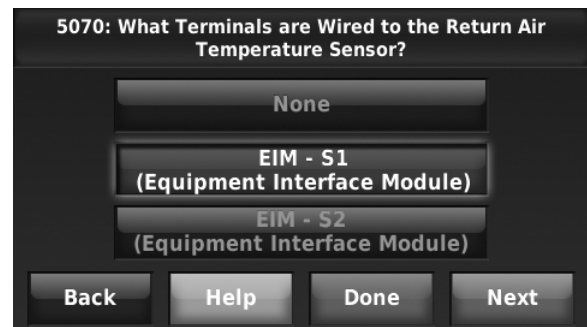 5070: What Terminals are Wired to the Return Air
Temperature Sensor?
None
EIM - S1
(Equipment Interface Module)
EIM - S2
(Equipment Interface Module)
Back Help Done Next